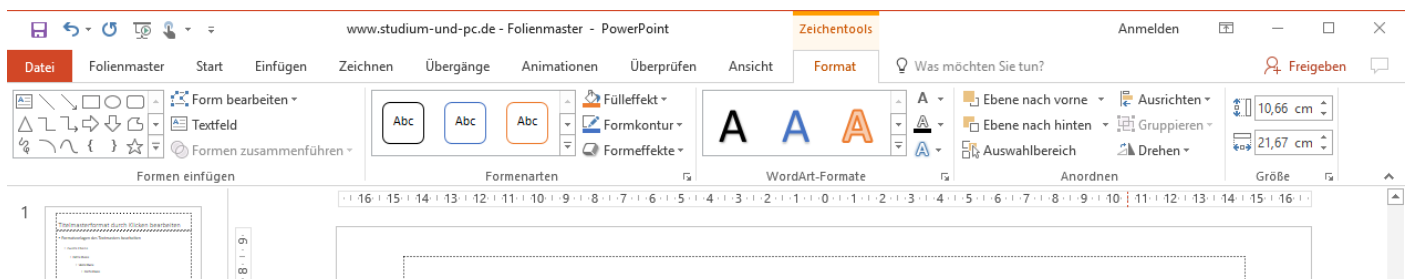 www.studium-und-pc.de - Folienmaster - PowerPoint Zeichentools Anmelden
Datei Folienmaster Start Einfügen Zeichnen Übergänge Animationen Überprüfen Ansicht Format Was möchten Sie tun? Freigeben
Form bearbeiten
Textfeld
Formen zusammenführen
Formen einfügen
Abc Abc Abc
Fülleffekt
Formkontur
Formeffekte
Formenarten
A A A
A
A
A
WordArt-Formate
Ebene nach vorne
Ebene nach hinten
Auswahlbereich
Ausrichten
Gruppieren
Drehen
Anordnen
10,66 cm
21,67 cm
Größe
16 15 14 13 12 11 10 9 8 7 6 5 4 3 2 1 0 1 2 3 4 5 6 7 8 9 10 11 12 13 14 15 16
1
Titelmasterformat durch Klicken bearbeiten
9
8